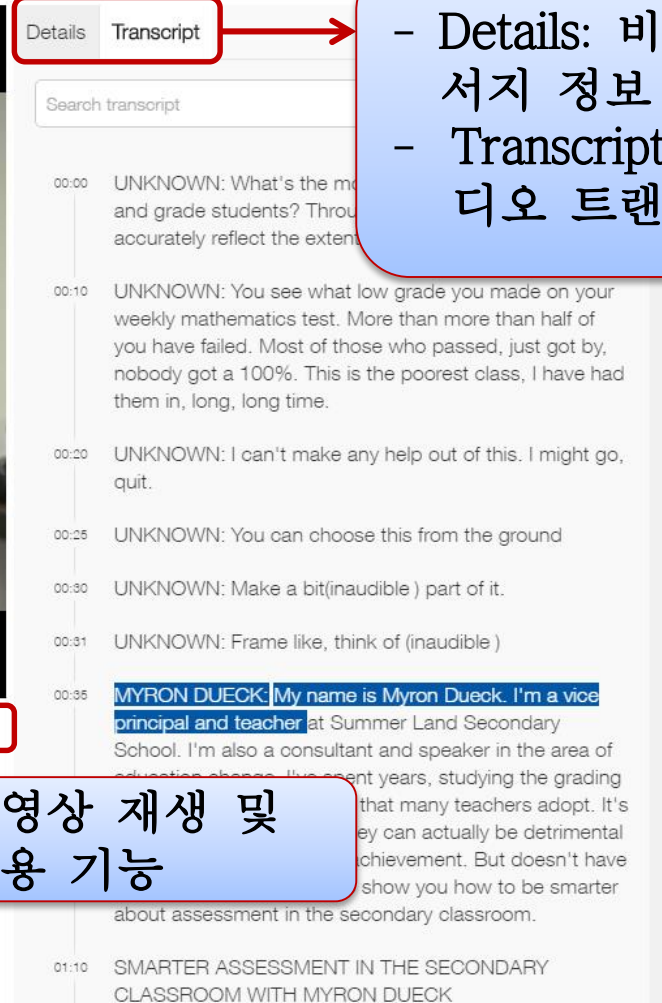 Details Transcript
- Details: 비
서지 정보
- Transcript
디오 트랜
Search transcript
00:00 UNKNOWN: What's the
and grade students?
accurately reflect the extent
00:10 UNKNOWN: You see what low grade you made on your
weekly mathematics test. More than more than half of
you have failed. Most of those who passed, just got by,
nobody got a 100%. This is the poorest class, I have had
them in, long, long time.
00:20 UNKNOWN: I can't make any help out of this. I might go,
quit.
00:25 UNKNOWN: You can choose this from the ground
00:30 UNKNOWN: Make a bit(inaudible ) part of it.
00:31 UNKNOWN: Frame like, think of (inaudible )
00:35 MYRON DUECK: My name is Myron Dueck. I'm a vice
principal and teacher at Summer Land Secondary
School. I'm also a consultant and speaker in the area of
education change. I've spent years, studying the grading
that many teachers adopt. It's
can actually be detrimental
achievement. But doesn't have
show you how to be smarter
about assessment in the secondary classroom.
영상 재생 및
용 기능
01:10 SMARTER ASSESSMENT IN THE SECONDARY
CLASSROOM WITH MYRON DUECK